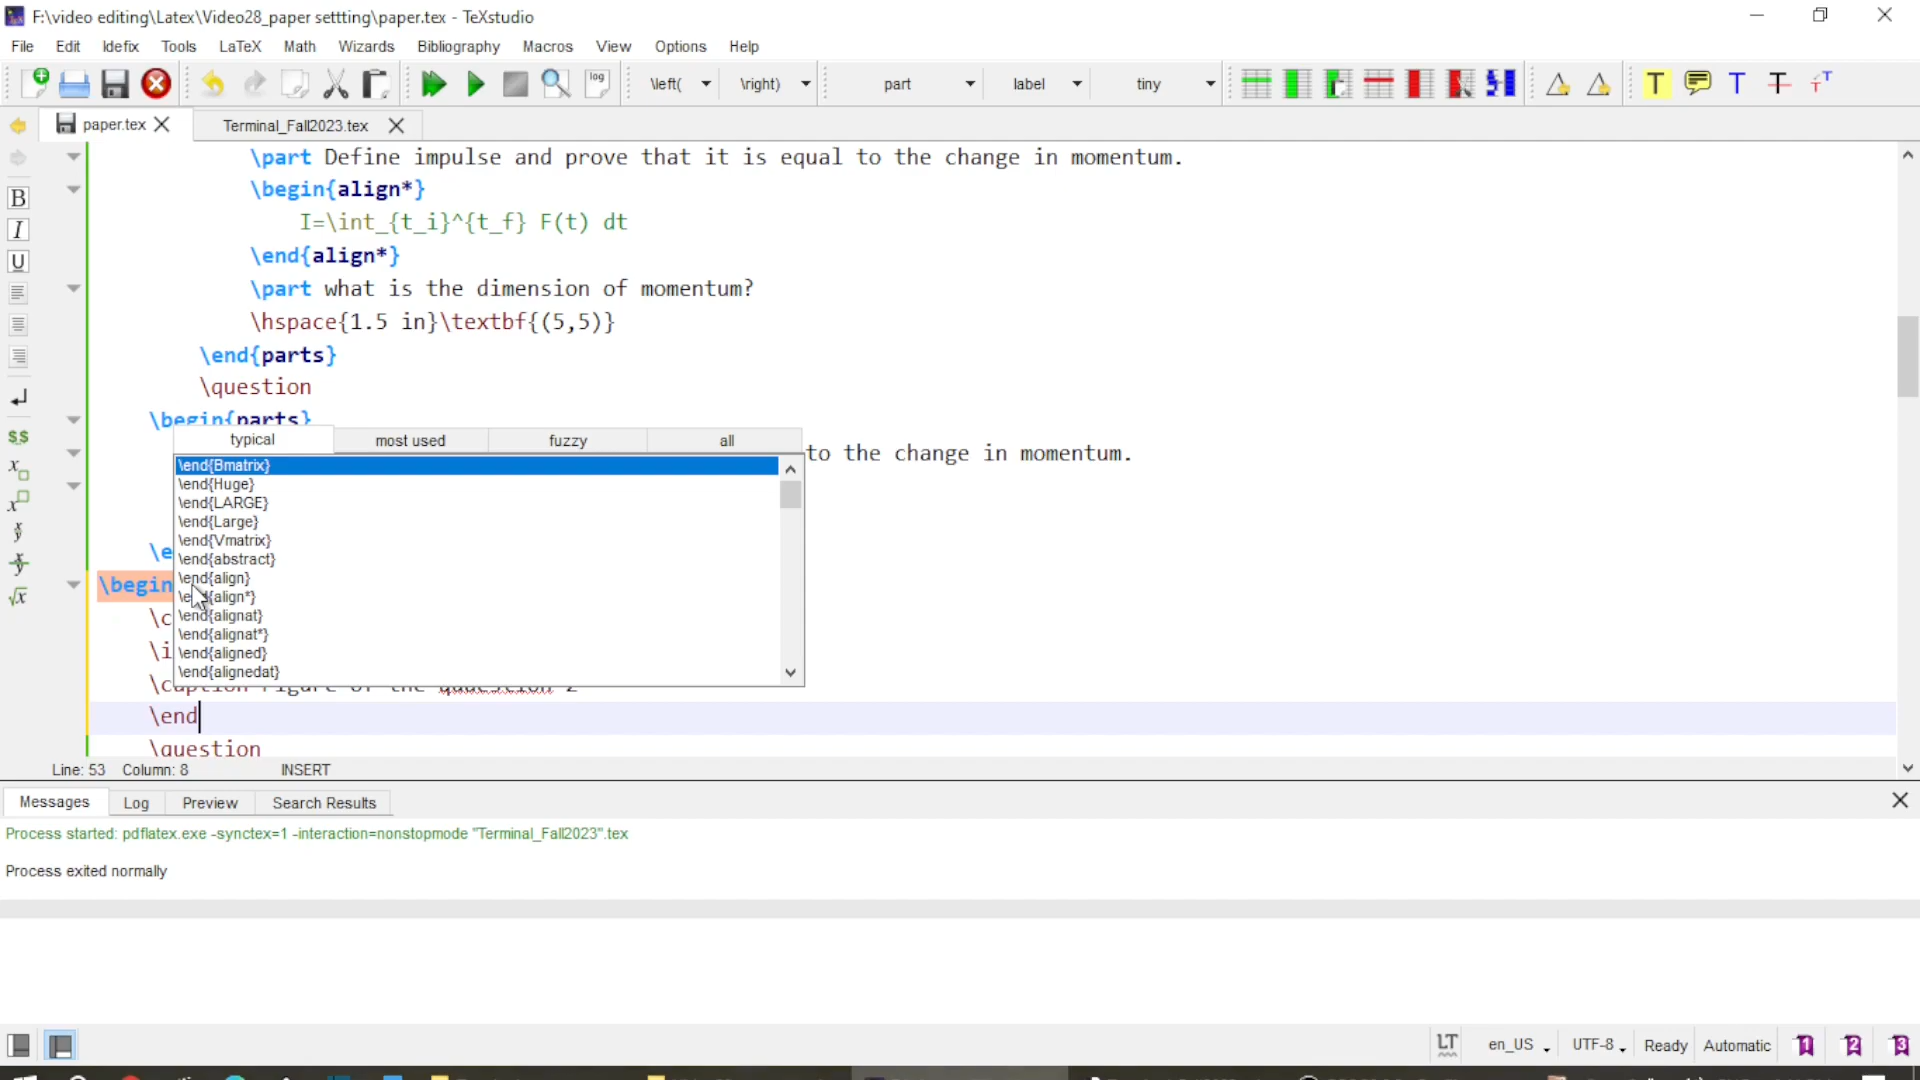 F:\video editing\Latex\Video28_paper settting\paper.tex - TeXstudio
File Edit Idefix Tools LaTeX Math Wizards Bibliography Macros View Options Help
log \left( \right) part label tiny T T T T
paper.tex Terminal_Fall2023.tex
\part Define impulse and prove that it is equal to the change in momentum.
\begin{align*}
I=\int_{t_i}^{t_f} F(t) dt
\end{align*}
\part what is the dimension of momentum?
\hspace{1.5 in}\textbf{(5,5)}
\end{parts}
\question
\begin{parts}
typical most used fuzzy all
to the change in momentum.
\end{Bmatrix}
\end{Huge}
\end{LARGE}
\end{Large}
\end{Vmatrix}
\e
\end{abstract}
\begin
\end{align}
\end{align*}
\c
\end{alignat}
\end{alignat*}
\i
\end{aligned}
\end{alignedat}
\end
\question
Line: 53 Column: 8 INSERT
Messages Log Preview Search Results
Process started: pdflatex.exe -synctex=1 -interaction=nonstopmode "Terminal_Fall2023".tex
Process exited normally
LT en_US UTF-8 Ready Automatic 1 2 3